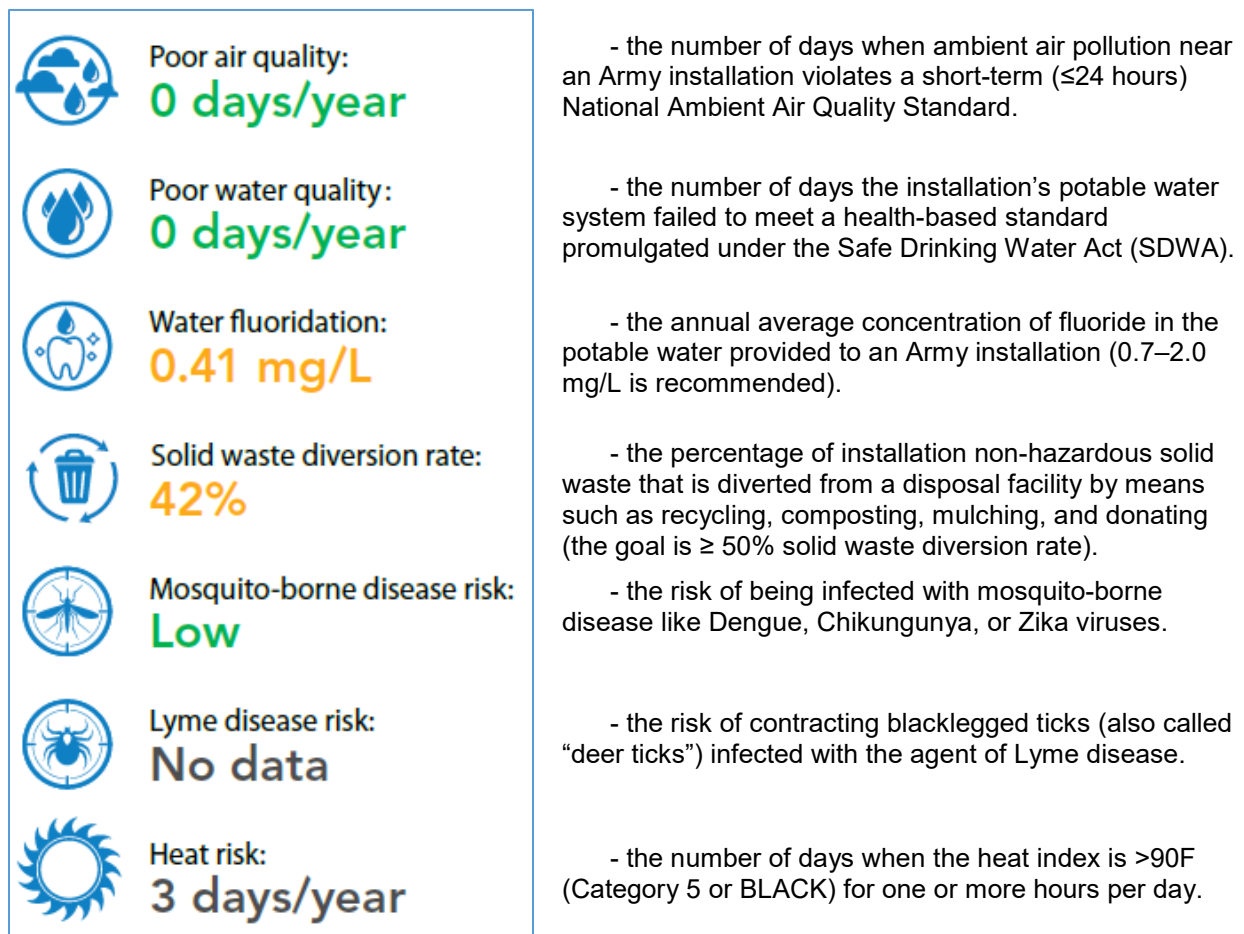 Poor air quality:
0 days/year
- the number of days when ambient air pollution near
an Army installation violates a short-term (≤24 hours)
National Ambient Air Quality Standard.
Poor water quality:
0 days/year
- the number of days the installation’s potable water
system failed to meet a health-based standard
promulgated under the Safe Drinking Water Act (SDWA).
Water fluoridation:
0.41 mg/L
- the annual average concentration of fluoride in the
potable water provided to an Army installation (0.7–2.0
mg/L is recommended).
Solid waste diversion rate:
42%
- the percentage of installation non-hazardous solid
waste that is diverted from a disposal facility by means
such as recycling, composting, mulching, and donating
(the goal is ≥ 50% solid waste diversion rate).
Mosquito-borne disease risk:
Low
- the risk of being infected with mosquito-borne
disease like Dengue, Chikungunya, or Zika viruses.
Lyme disease risk:
No data
- the risk of contracting blacklegged ticks (also called
“deer ticks”) infected with the agent of Lyme disease.
Heat risk:
3 days/year
- the number of days when the heat index is >90F
(Category 5 or BLACK) for one or more hours per day.